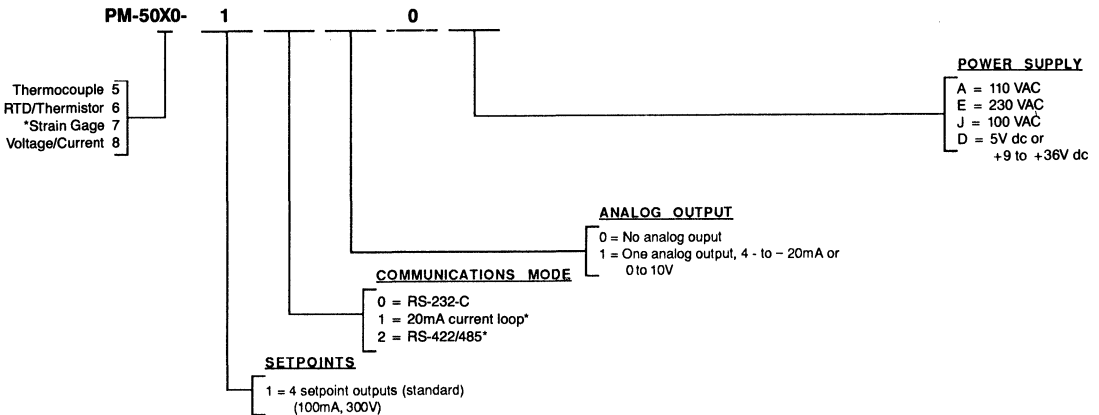 PM-50X0- 1 0
Thermocouple 5
RTD/Thermistor 6
*Strain Gage 7
Voltage/Current 8
POWER SUPPLY
A = 110 VAC
E = 230 VAC
J = 100 VAC
D = 5V dc or
+9 to +36V dc
ANALOG OUTPUT
0 = No analog ouput
1 = One analog output, 4 - to – 20mA or
0 to 10V
COMMUNICATIONS MODE
0 = RS-232-C
1 = 20mA current loop*
2 = RS-422/485*
SETPOINTS
1 = 4 setpoint outputs (standard)
(100mA, 300V)